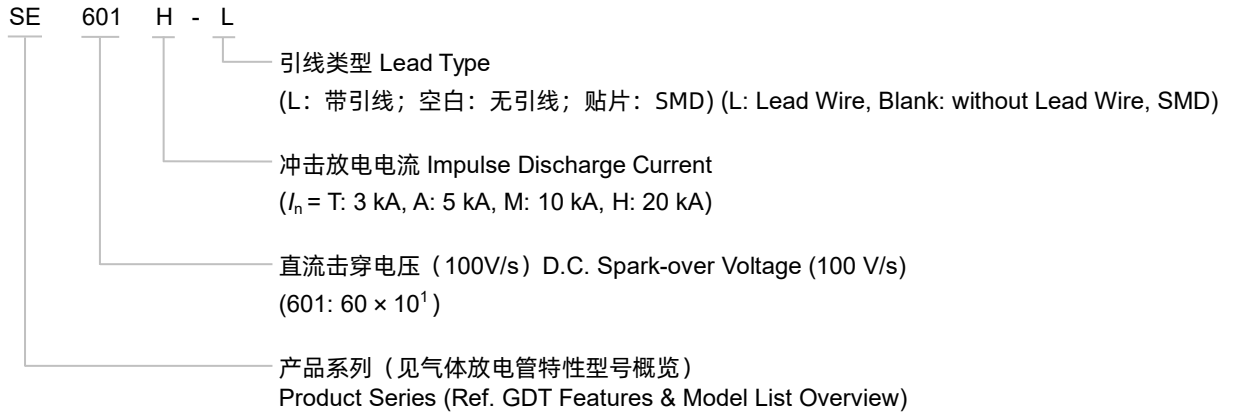 SE 601 H - L
引线类型 Lead Type
(L：带引线；空白：无引线；贴片：SMD) (L: Lead Wire, Blank: without Lead Wire, SMD)
冲击放电电流 Impulse Discharge Current
(Iₙ = T: 3 kA, A: 5 kA, M: 10 kA, H: 20 kA)
直流击穿电压（100V/s）D.C. Spark-over Voltage (100 V/s)
(601: 60 × 10¹)
产品系列（见气体放电管特性型号概览）
Product Series (Ref. GDT Features & Model List Overview)